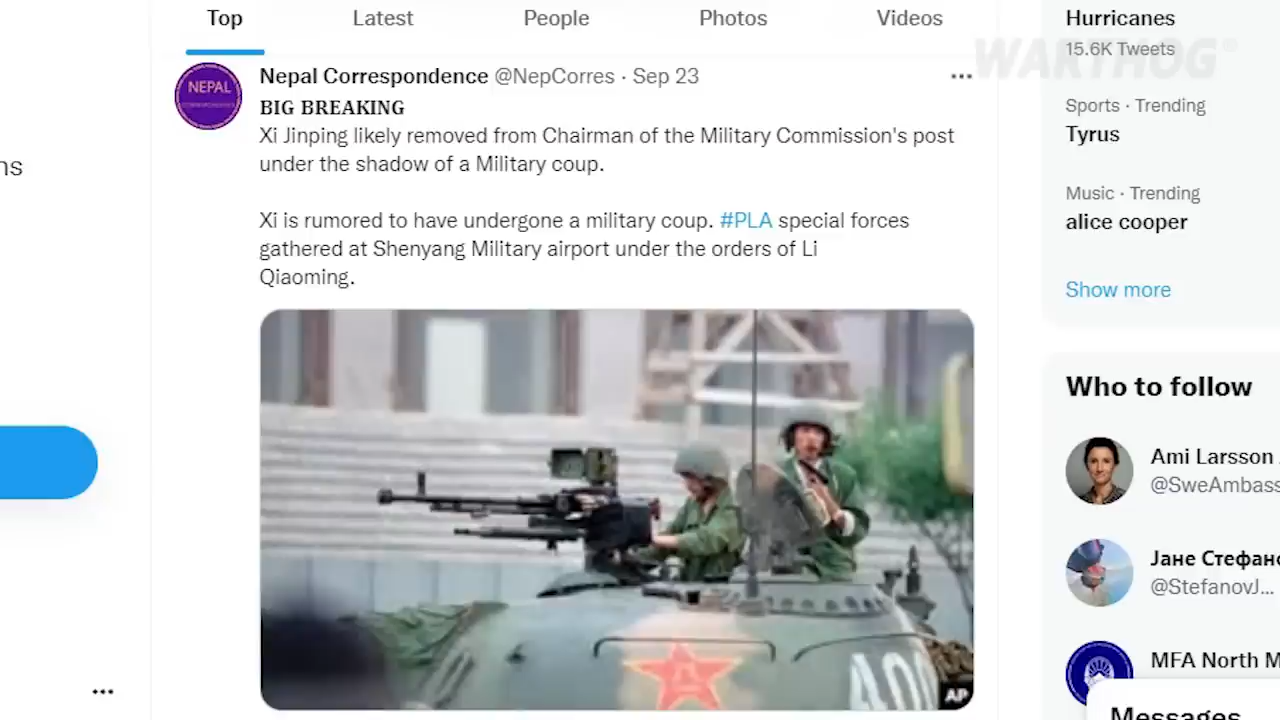 Top Latest People Photos Videos
Hurricanes
15.6K Tweets
WARTHOG®
NEPAL
Nepal Correspondence @NepCorres · Sep 23
BIG BREAKING
Xi Jinping likely removed from Chairman of the Military Commission's post
under the shadow of a Military coup.
Xi is rumored to have undergone a military coup. #PLA special forces
gathered at Shenyang Military airport under the orders of Li
Qiaoming.
AP
Sports · Trending
Tyrus
Music · Trending
alice cooper
Show more
Who to follow
Ami Larsson
@SweAmbass
Јане Стефано
@StefanovJ...
MFA North M
Messages
ns